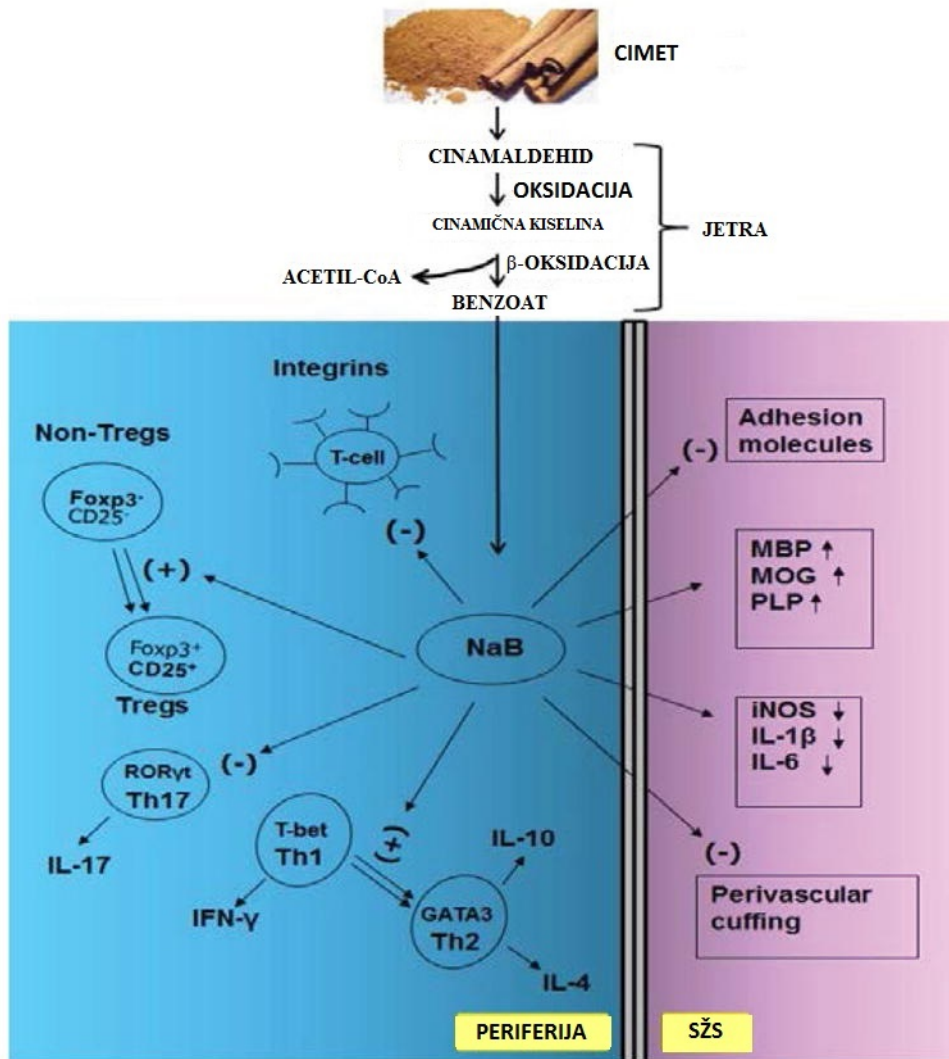 CIMET
CINAMALDEHID
OKSIDACIJA
CINAMIČNA KISELINA
JETRA
β-OKSIDACIJA
ACETIL-CoA
BENZOAT
Integrins
T-cell
(-)
Non-Tregs
Foxp3-
CD25-
(+)
Foxp3+
CD25+
Tregs
NaB
(-)
RORγt
Th17
IL-17
T-bet
Th1
(+)
IFN-γ
GATA3
Th2
IL-10
IL-4
PERIFERIJA
Adhesion
molecules
(-)
MBP ↑
MOG ↑
PLP ↑
iNOS ↓
IL-1β ↓
IL-6 ↓
(-)
Perivascular
cuffing
SŽS